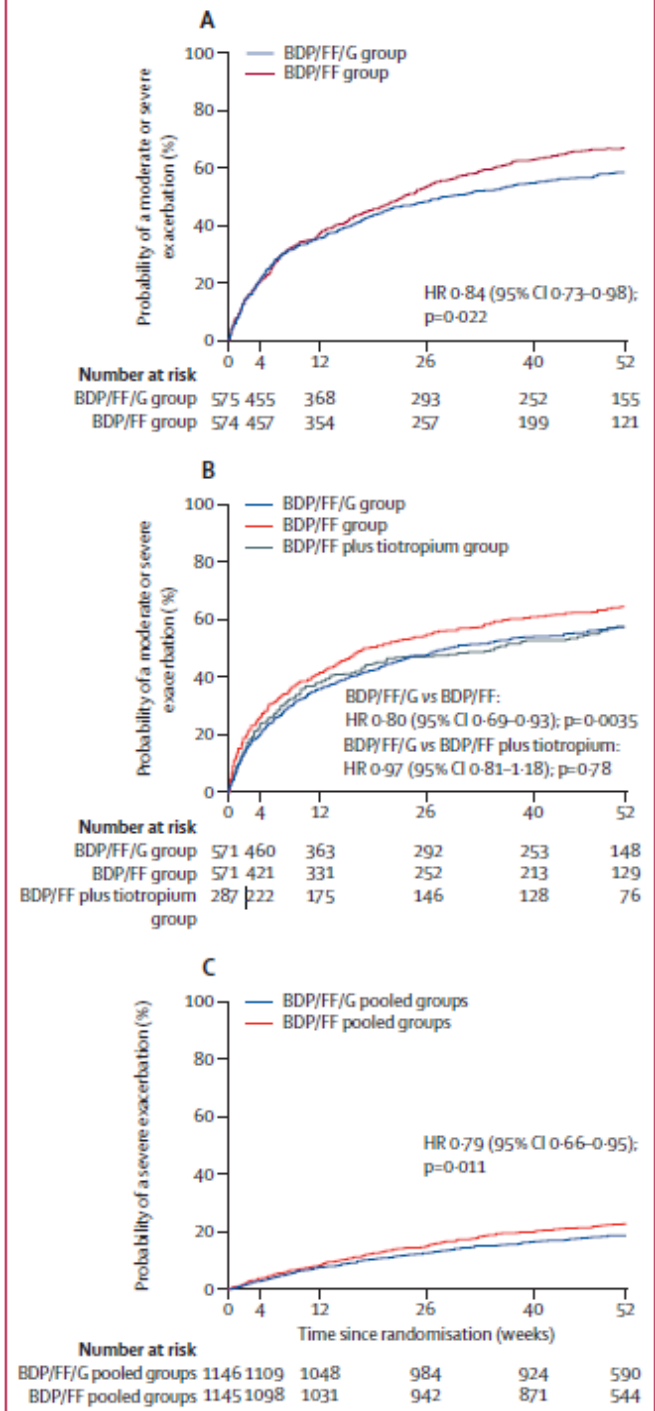 A
100
BDP/FF/G group
BDP/FF group
80
60
40
20
0
Probability of a moderate or severe
exacerbation (%)
HR 0·84 (95% CI 0·73–0·98);
p=0·022
0 4 12 26 40 52
Number at risk
BDP/FF/G group 575 455 368 293 252 155
BDP/FF group 574 457 354 257 199 121
B
100
BDP/FF/G group
BDP/FF group
BDP/FF plus tiotropium group
80
60
40
20
0
Probability of a moderate or severe
exacerbation (%)
BDP/FF/G vs BDP/FF:
HR 0·80 (95% CI 0·69–0·93); p=0·0035
BDP/FF/G vs BDP/FF plus tiotropium:
HR 0·97 (95% CI 0·81–1·18); p=0·78
0 4 12 26 40 52
Number at risk
BDP/FF/G group 571 460 363 292 253 148
BDP/FF group 571 421 331 252 213 129
BDP/FF plus tiotropium 287 222 175 146 128 76
group
C
100
BDP/FF/G pooled groups
BDP/FF pooled groups
80
60
40
20
0
Probability of a severe exacerbation (%)
HR 0·79 (95% CI 0·66–0·95);
p=0·011
0 4 12 26 40 52
Time since randomisation (weeks)
Number at risk
BDP/FF/G pooled groups 1146 1109 1048 984 924 590
BDP/FF pooled groups 1145 1098 1031 942 871 544